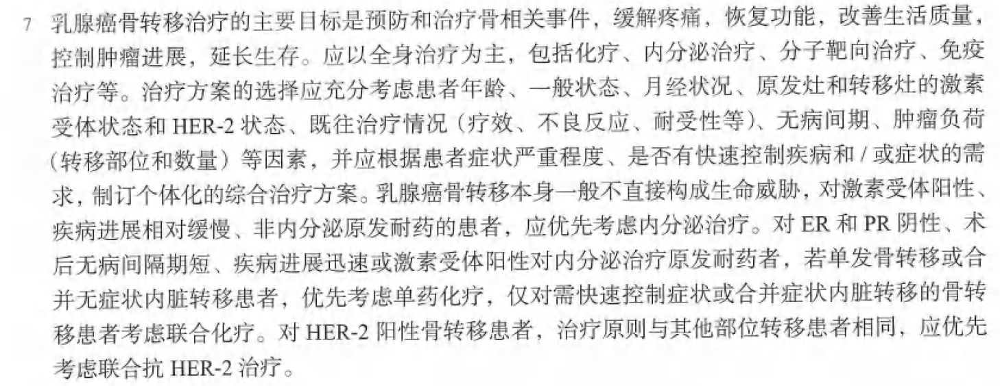 7 乳腺癌骨转移治疗的主要目标是预防和治疗骨相关事件，缓解疼痛，恢复功能，改善生活质量，
控制肿瘤进展，延长生存。应以全身治疗为主，包括化疗、内分泌治疗、分子靶向治疗、免疫
治疗等。治疗方案的选择应充分考虑患者年龄、一般状态、月经状况、原发灶和转移灶的激素
受体状态和 HER-2 状态、既往治疗情况（疗效、不良反应、耐受性等）、无病间期、肿瘤负荷
（转移部位和数量）等因素，并应根据患者症状严重程度、是否有快速控制疾病和 / 或症状的需
求，制订个体化的综合治疗方案。乳腺癌骨转移本身一般不直接构成生命威胁，对激素受体阳性、
疾病进展相对缓慢、非内分泌原发耐药的患者，应优先考虑内分泌治疗。对 ER 和 PR 阴性、术
后无病间隔期短、疾病进展迅速或激素受体阳性对内分泌治疗原发耐药者，若单发骨转移或合
并无症状内脏转移患者，优先考虑单药化疗，仅对需快速控制症状或合并症状内脏转移的骨转
移患者考虑联合化疗。对 HER-2 阳性骨转移患者，治疗原则与其他部位转移患者相同，应优先
考虑联合抗 HER-2 治疗。